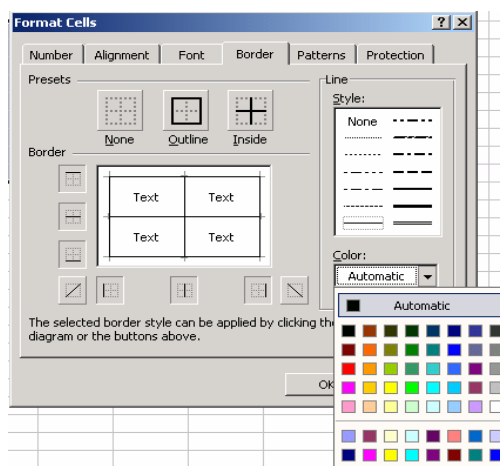 Format Cells
Number Alignment Font Border Patterns Protection
Presets
None Outline Inside
Border
Text Text
Text Text
Line
Style:
None
Color:
Automatic
Automatic
The selected border style can be applied by clicking the
diagram or the buttons above.